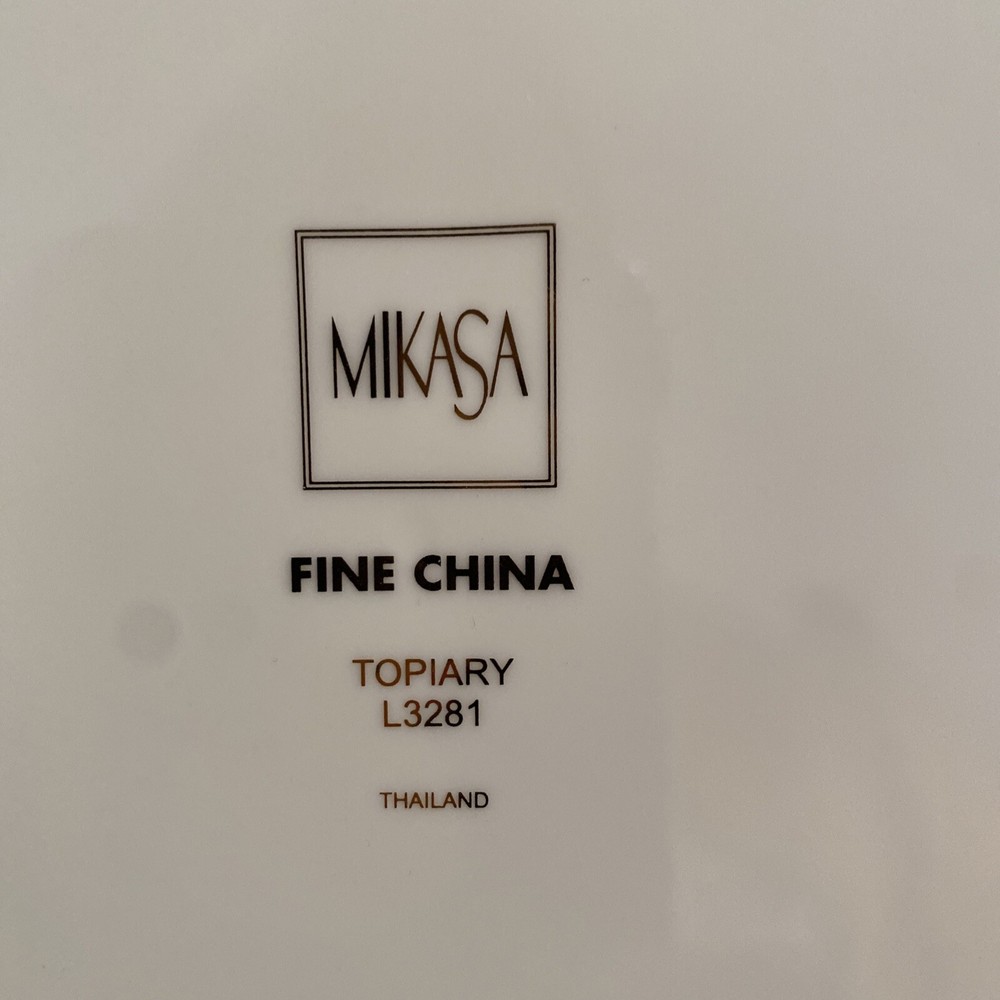 MIKASA
FINE CHINA
TOPIARY
L3281
THAILAND